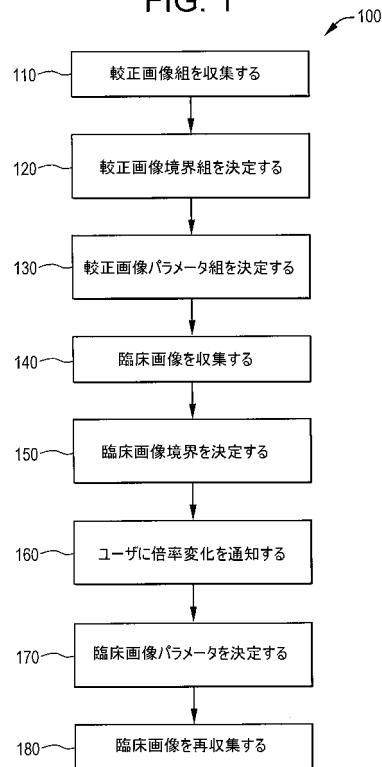 FIG. 1
100
110 較正画像組を収集する
120 較正画像境界組を決定する
130 較正画像パラメータ組を決定する
140 臨床画像を収集する
150 臨床画像境界を決定する
160 ユーザに倍率変化を通知する
170 臨床画像パラメータを決定する
180 臨床画像を再収集する